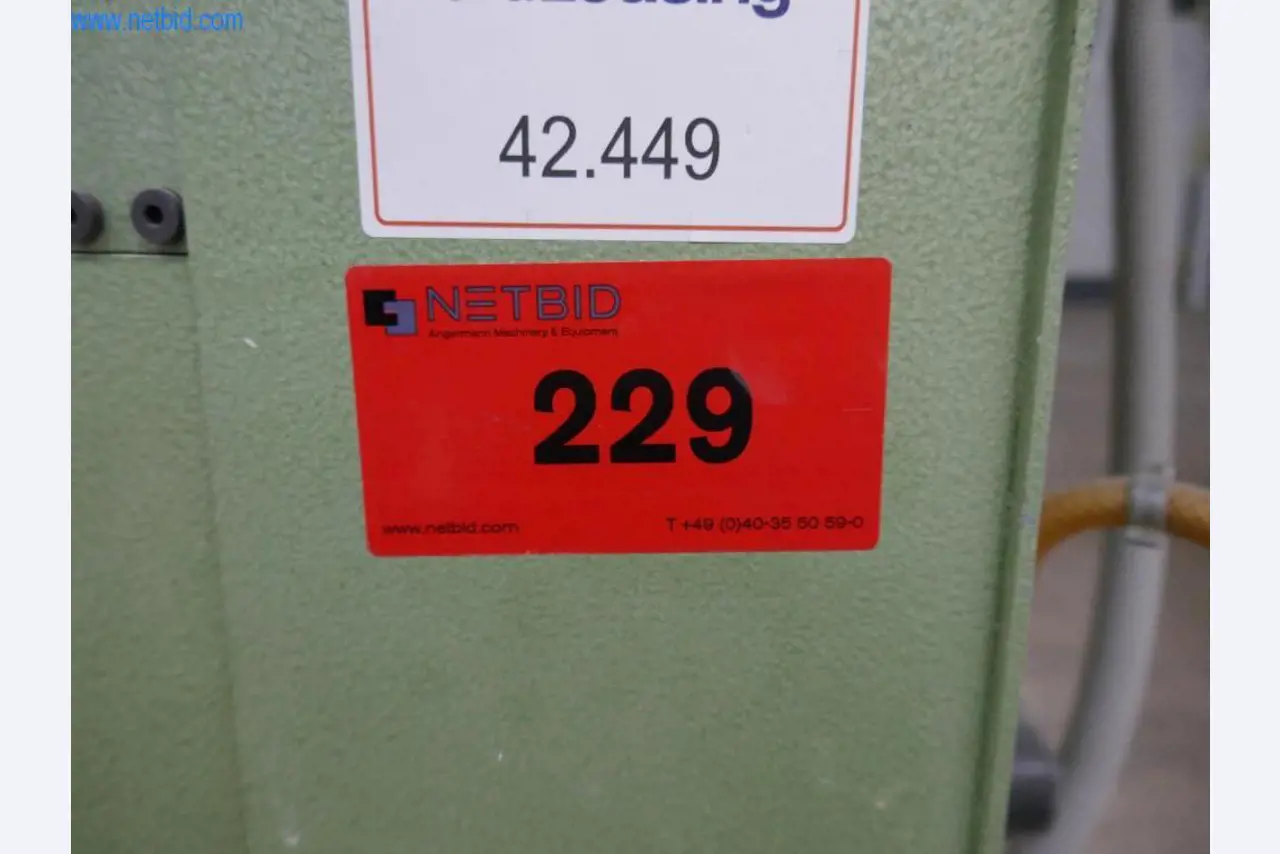 www.netbid.com
42.449
NETBID
Angermann Machinery & Equipment
229
www.netbid.com
T +49 (0)40-35 50 59-0